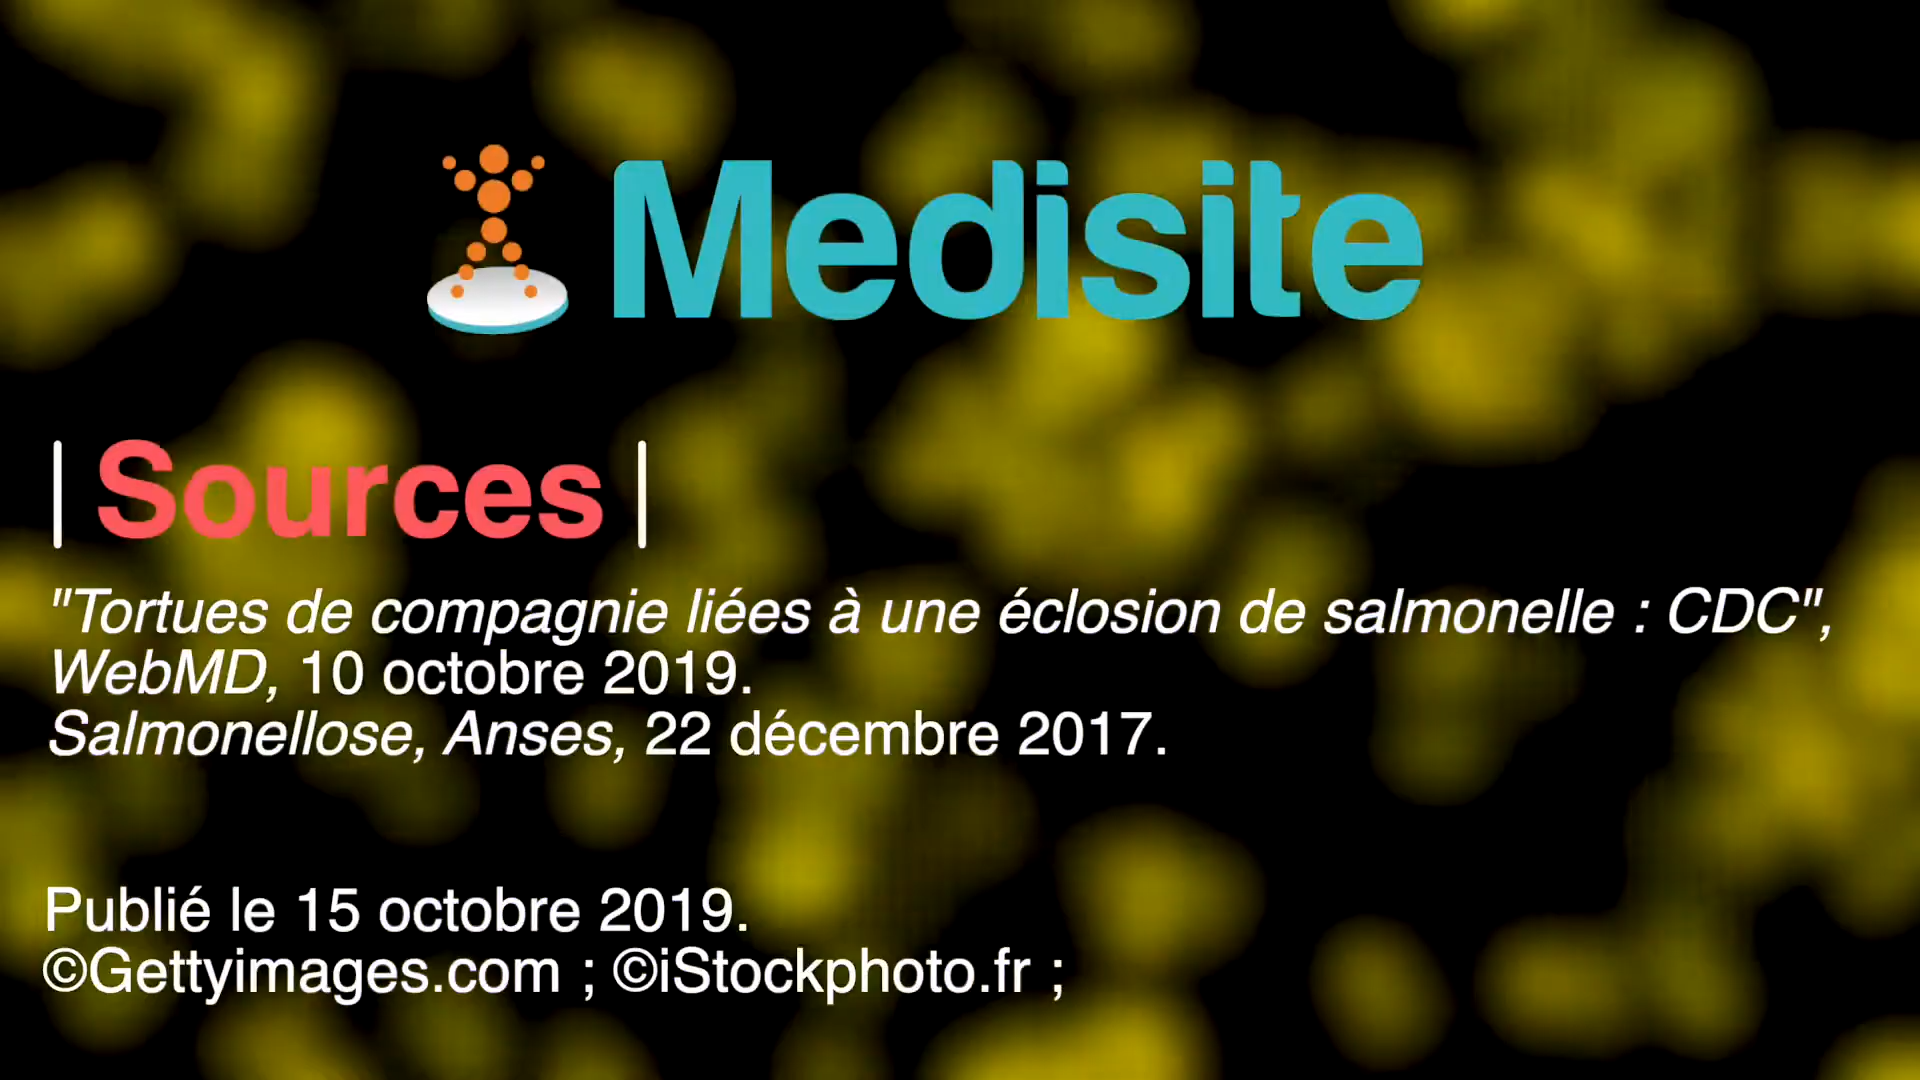 Medisite
| Sources |
"Tortues de compagnie liées à une éclosion de salmonelle : CDC",
WebMD, 10 octobre 2019.
Salmonellose, Anses, 22 décembre 2017.
Publié le 15 octobre 2019.
©Gettyimages.com ; ©iStockphoto.fr ;